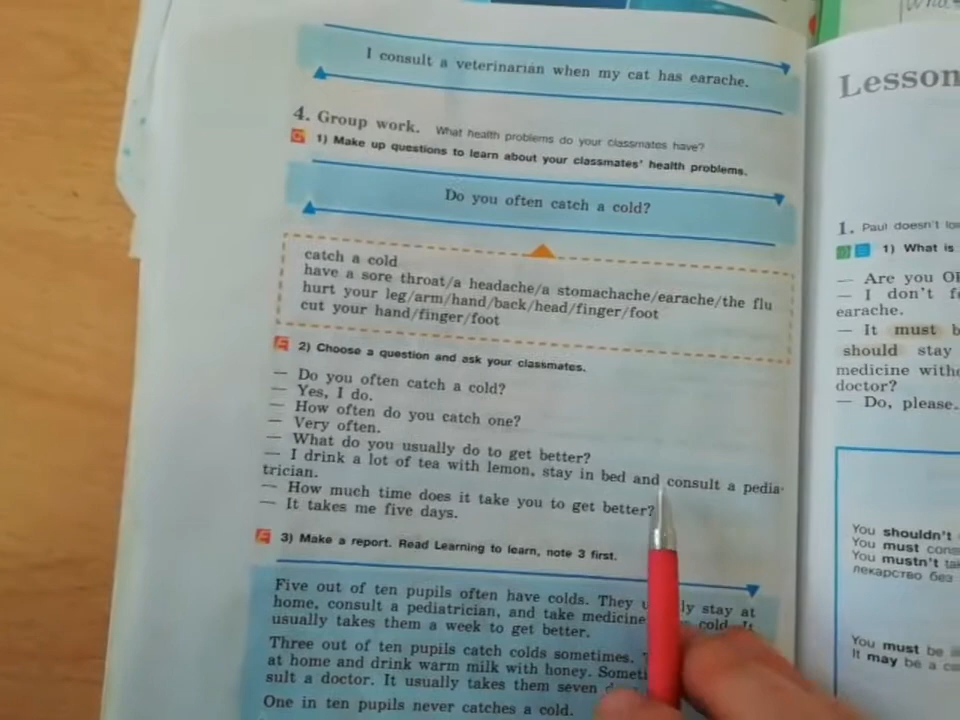 I consult a veterinarian when my cat has earache.
4. Group work. What health problems do your classmates have?
1) Make up questions to learn about your classmates' health problems.
Do you often catch a cold?
catch a cold
have a sore throat/a headache/a stomachache/earache/the flu
hurt your leg/arm/hand/back/head/finger/foot
cut your hand/finger/foot
2) Choose a question and ask your classmates.
— Do you often catch a cold?
— Yes, I do.
— How often do you catch one?
— Very often.
— What do you usually do to get better?
— I drink a lot of tea with lemon, stay in bed and consult a pedia-
trician.
— How much time does it take you to get better?
— It takes me five days.
3) Make a report. Read Learning to learn, note 3 first.
Five out of ten pupils often have colds. They stay at
home, consult a pediatrician, and take medicine cold. It
usually takes them a week to get better.
Three out of ten pupils catch colds sometimes.
at home and drink warm milk with honey.
sult a doctor. It usually takes them seven
One in ten pupils never catches a cold.
Lesson
1. Paul doesn't
1) What is
— Are you
— I don't
earache.
— It must
should stay
medicine
doctor?
— Do, please.
You shouldn't
You must
You mustn't
лекарство без
You must be
It may be a